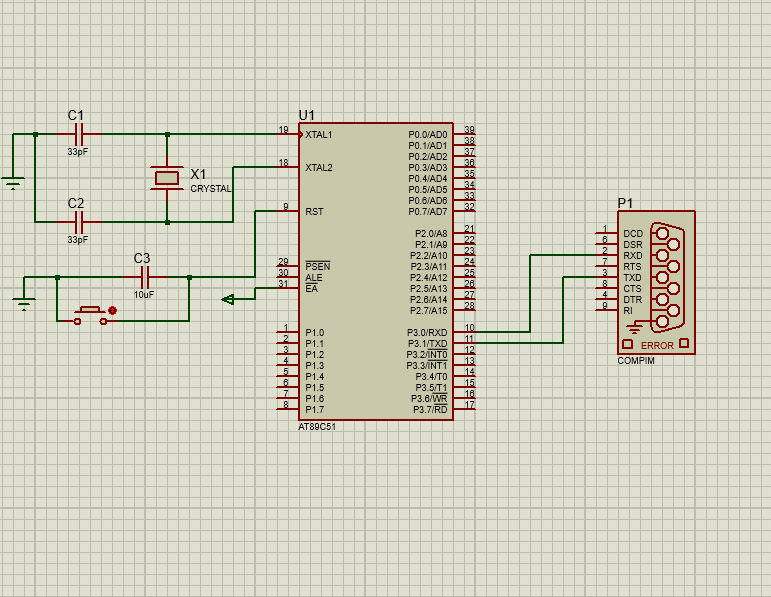 C1
33pF
X1
CRYSTAL
C2
33pF
C3
10uF
U1
19 XTAL1
18 XTAL2
9 RST
29 PSEN
30 ALE
31 EA
1 P1.0
2 P1.1
3 P1.2
4 P1.3
5 P1.4
6 P1.5
7 P1.6
8 P1.7
P0.0/AD0 39
P0.1/AD1 38
P0.2/AD2 37
P0.3/AD3 36
P0.4/AD4 35
P0.5/AD5 34
P0.6/AD6 33
P0.7/AD7 32
P2.0/A8 21
P2.1/A9 22
P2.2/A10 23
P2.3/A11 24
P2.4/A12 25
P2.5/A13 26
P2.6/A14 27
P2.7/A15 28
P3.0/RXD 10
P3.1/TXD 11
P3.2/INT0 12
P3.3/INT1 13
P3.4/T0 14
P3.5/T1 15
P3.6/WR 16
P3.7/RD 17
AT89C51
P1
1 DCD
6 DSR
2 RXD
7 RTS
3 TXD
8 CTS
4 DTR
9 RI
ERROR
COMPIM